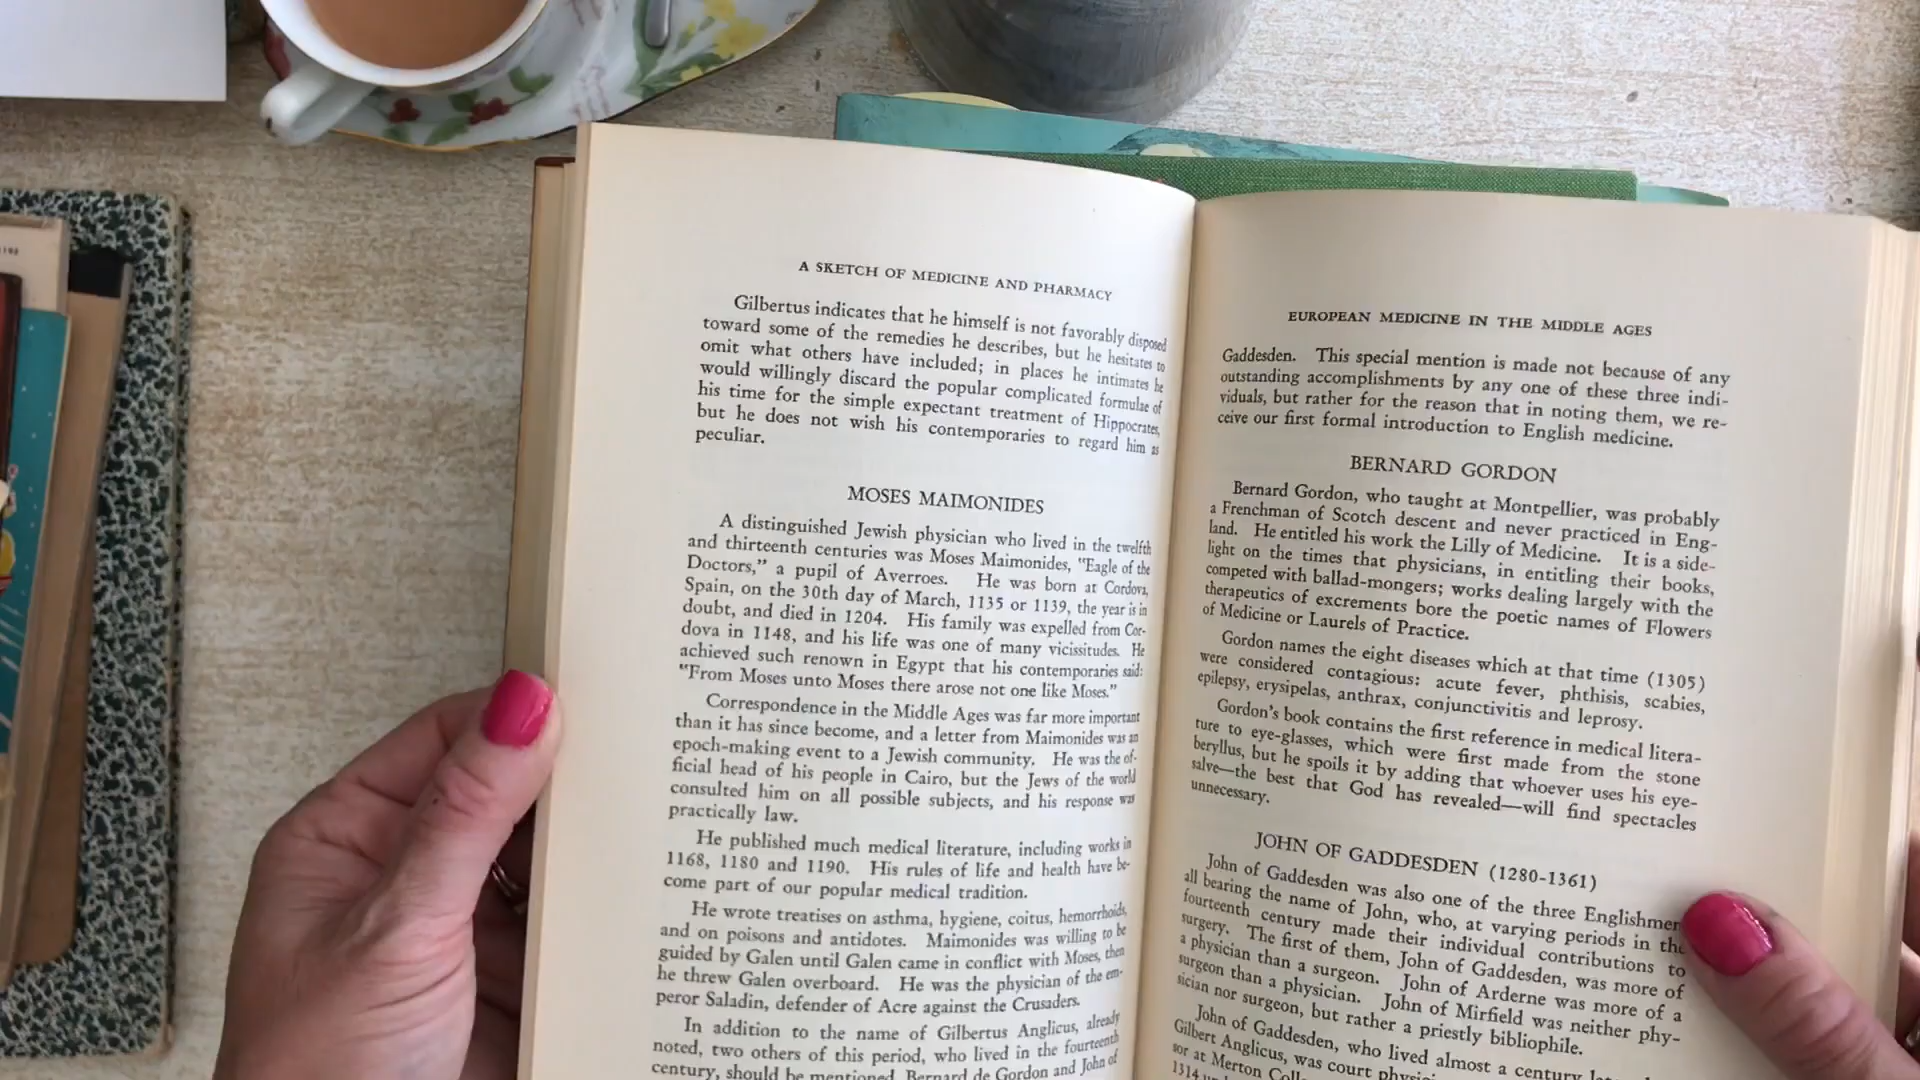 A SKETCH OF MEDICINE AND PHARMACY
Gilbertus indicates that he himself is not favorably disposed
toward some of the remedies he describes, but he hesitates to
omit what others have included; in places he intimates he
would willingly discard the popular complicated formulae of
his time for the simple expectant treatment of Hippocrates,
but he does not wish his contemporaries to regard him as
peculiar.
MOSES MAIMONIDES
A distinguished Jewish physician who lived in the twelfth
and thirteenth centuries was Moses Maimonides, "Eagle of the
Doctors," a pupil of Averroes. He was born at Cordova,
Spain, on the 30th day of March, 1135 or 1139, the year is in
doubt, and died in 1204. His family was expelled from Cor-
dova in 1148, and his life was one of many vicissitudes. He
achieved such renown in Egypt that his contemporaries said:
"From Moses unto Moses there arose not one like Moses."
Correspondence in the Middle Ages was far more important
than it has since become, and a letter from Maimonides was an
epoch-making event to a Jewish community. He was the of-
ficial head of his people in Cairo, but the Jews of the world
consulted him on all possible subjects, and his response was
practically law.
He published much medical literature, including works in
1168, 1180 and 1190. His rules of life and health have be-
come part of our popular medical tradition.
He wrote treatises on asthma, hygiene, coitus, hemorrhoids,
and on poisons and antidotes. Maimonides was willing to be
guided by Galen until Galen came in conflict with Moses, then
he threw Galen overboard. He was the physician of the em-
peror Saladin, defender of Acre against the Crusaders.
In addition to the name of Gilbertus Anglicus, already
noted, two others of this period, who lived in the fourteenth
century, should be mentioned, Bernard de Gordon and John of
EUROPEAN MEDICINE IN THE MIDDLE AGES
Gaddesden. This special mention is made not because of any
outstanding accomplishments by any one of these three indi-
viduals, but rather for the reason that in noting them, we re-
ceive our first formal introduction to English medicine.
BERNARD GORDON
Bernard Gordon, who taught at Montpellier, was probably
a Frenchman of Scotch descent and never practiced in Eng-
land. He entitled his work the Lilly of Medicine. It is a side-
light on the times that physicians, in entitling their books,
competed with ballad-mongers; works dealing largely with the
therapeutics of excrements bore the poetic names of Flowers
of Medicine or Laurels of Practice.
Gordon names the eight diseases which at that time (1305)
were considered contagious: acute fever, phthisis, scabies,
epilepsy, erysipelas, anthrax, conjunctivitis and leprosy.
Gordon's book contains the first reference in medical litera-
ture to eye-glasses, which were first made from the stone
beryllus, but he spoils it by adding that whoever uses his eye-
salve—the best that God has revealed—will find spectacles
unnecessary.
JOHN OF GADDESDEN (1280-1361)
John of Gaddesden was also one of the three Englishmen
all bearing the name of John, who, at varying periods in the
fourteenth century made their individual contributions to
surgery. The first of them, John of Gaddesden, was more of
a physician than a surgeon. John of Arderne was more of a
surgeon than a physician. John of Mirfield was neither phy-
sician nor surgeon, but rather a priestly bibliophile.
John of Gaddesden, who lived almost a century
Gilbert Anglicus, was court
sor at Merton
1314